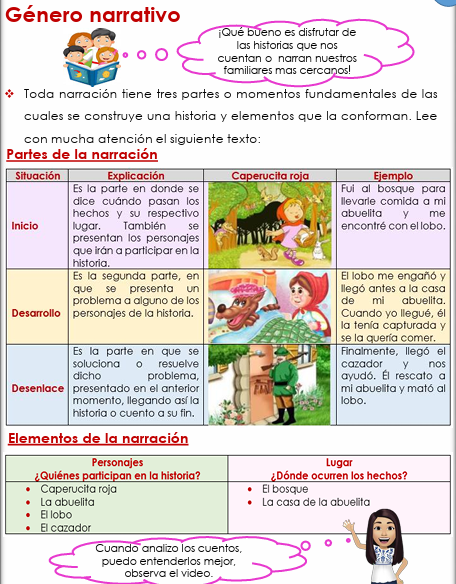 Género narrativo
¡Qué bueno es disfrutar de
las historias que nos
cuentan o narran nuestros
familiares mas cercanos!
Toda narración tiene tres partes o momentos fundamentales de las
cuales se construye una historia y elementos que la conforman. Lee
con mucha atención el siguiente texto:
Partes de la narración
Situación Explicación Caperucita roja Ejemplo
Inicio
Es la parte en donde se
dice cuándo pasan los
hechos y su respectivo
lugar. También se
presentan los personajes
que irán a participar en la
historia.
Fui al bosque para
llevarle comida a mi
abuelita y me
encontré con el lobo.
Desarrollo
Es la segunda parte, en
que se presenta un
problema a alguno de los
personajes de la historia.
El lobo me engañó y
llegó antes a la casa
de mi abuelita.
Cuando yo llegué, él
la tenía capturada y
se la quería comer.
Desenlace
Es la parte en que se
soluciona o resuelve
dicho problema,
presentado en el anterior
momento, llegando así la
historia o cuento a su fin.
Finalmente, llegó el
cazador y nos
ayudó. Él rescato a
mi abuelita y mató al
lobo.
Elementos de la narración
Personajes
¿Quiénes participan en la historia?
Caperucita roja
La abuelita
El lobo
El cazador
Lugar
¿Dónde ocurren los hechos?
El bosque
La casa de la abuelita
Cuando analizo los cuentos,
puedo entenderlos mejor,
observa el video.